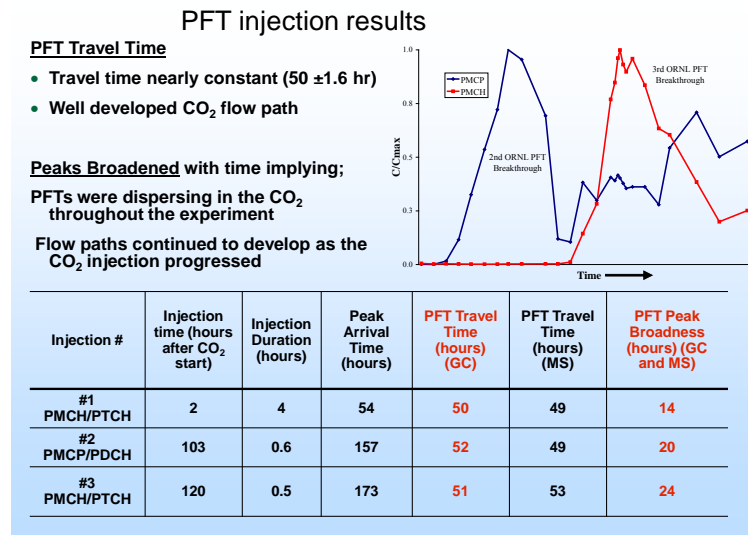 PFT injection results
PFT Travel Time
• Travel time nearly constant (50 ±1.6 hr)
• Well developed CO2 flow path
Peaks Broadened with time implying;
PFTs were dispersing in the CO2
throughout the experiment
Flow paths continued to develop as the
CO2 injection progressed
1.0
0.8
0.5
0.3
0.0
C/Cmax
PMCP
PMCH
2nd ORNL PFT
Breakthrough
3rd ORNL PFT
Breakthrough
Time
Injection #
Injection
time (hours
after CO2
start)
Injection
Duration
(hours)
Peak
Arrival
Time
(hours)
PFT Travel
Time
(hours)
(GC)
PFT Travel
Time
(hours)
(MS)
PFT Peak
Broadness
(hours) (GC
and MS)
#1
PMCH/PTCH
2
4
54
50
49
14
#2
PMCP/PDCH
103
0.6
157
52
49
20
#3
PMCH/PTCH
120
0.5
173
51
53
24